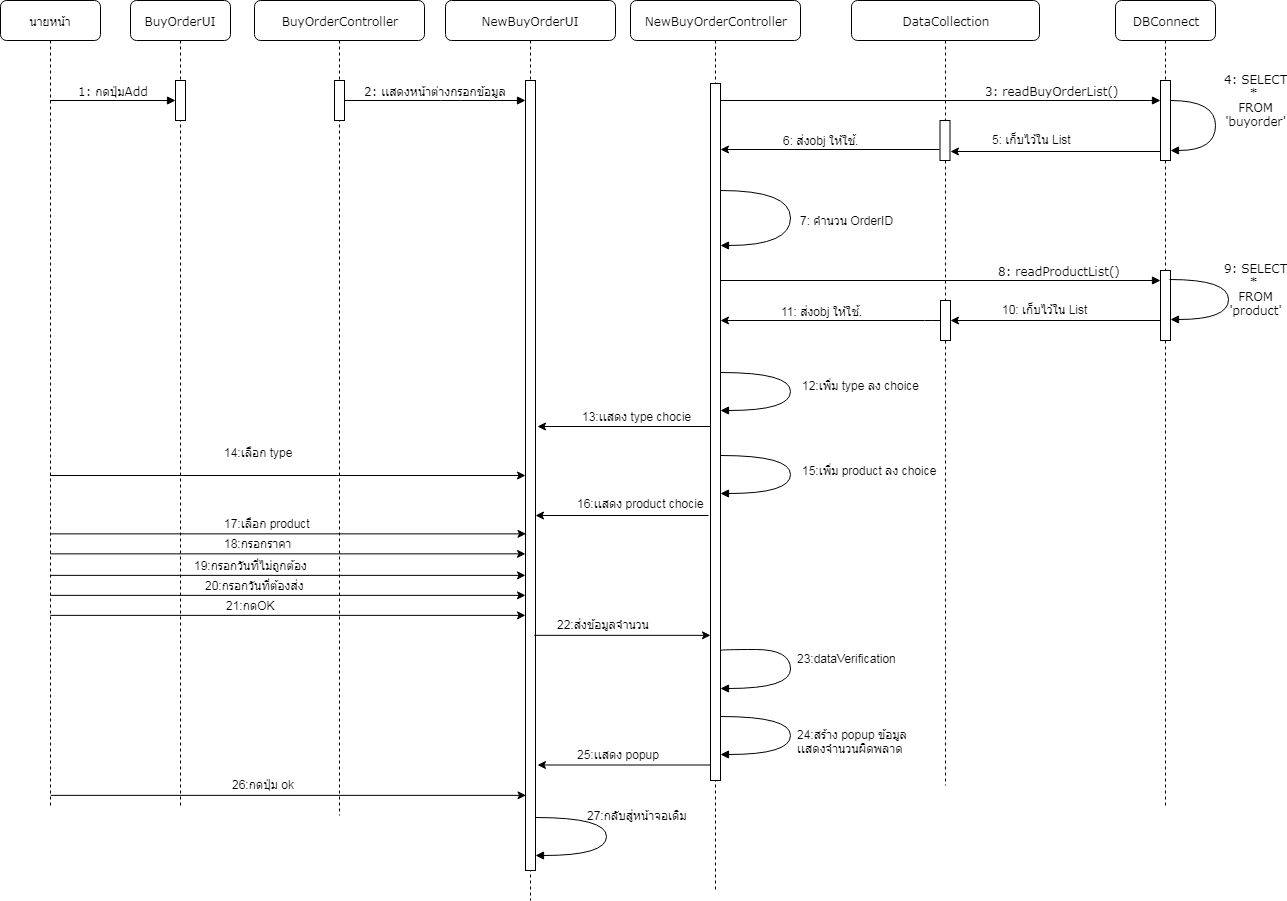 นายหน้า
BuyOrderUI
BuyOrderController
NewBuyOrderUI
NewBuyOrderController
DataCollection
DBConnect
1: กดปุ่มAdd
2: แสดงหน้าต่างกรอกข้อมูล
3: readBuyOrderList()
4: SELECT
*
FROM
'buyorder'
5: เก็บไว้ใน List
6: ส่งobj ให้ใช้.
7: คำนวน OrderID
8: readProductList()
9: SELECT
*
FROM
'product'
10: เก็บไว้ใน List
11: ส่งobj ให้ใช้.
12:เพิ่ม type ลง choice
13:แสดง type chocie
14:เลือก type
15:เพิ่ม product ลง choice
16:แสดง product chocie
17:เลือก product
18:กรอกราคา
19:กรอกวันที่ไม่ถูกต้อง
20:กรอกวันที่ต้องส่ง
21:กดOK
22:ส่งข้อมูลจำนวน
23:dataVerification
24:สร้าง popup ข้อมูล
แสดงจำนวนผิดพลาด
25:แสดง popup
26:กดปุ่ม ok
27:กลับสู่หน้าจอเดิม